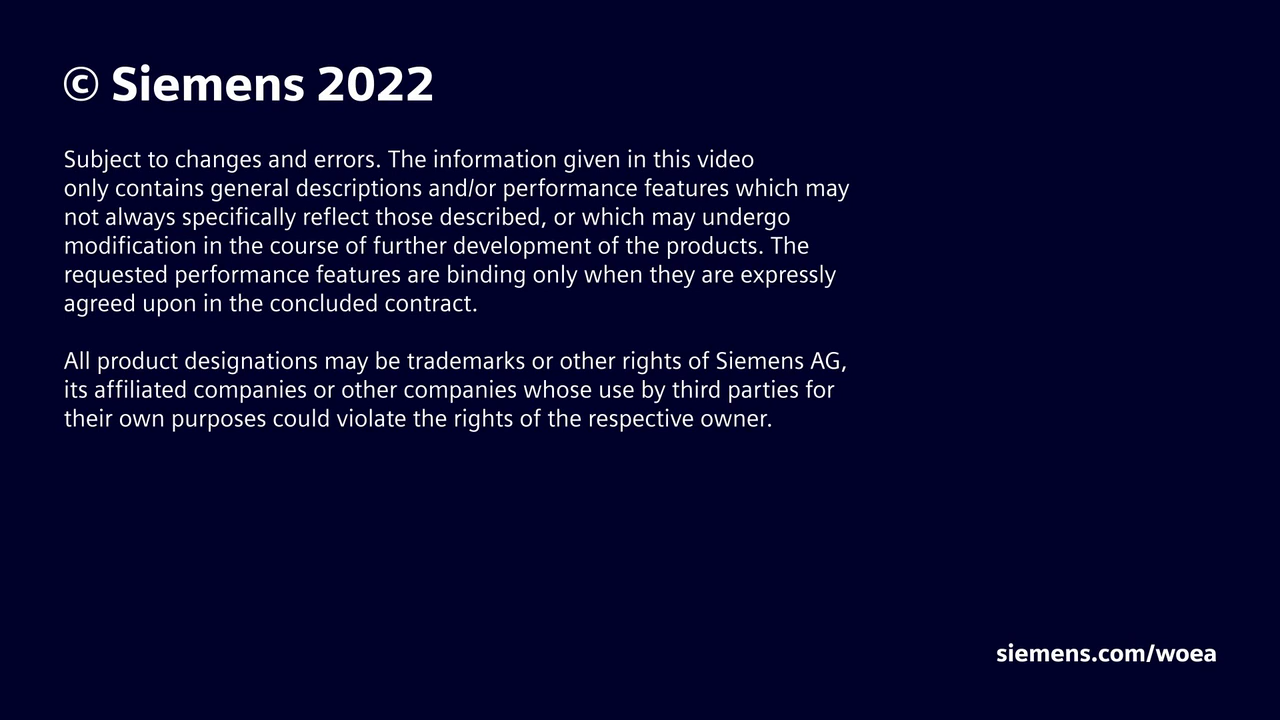 © Siemens 2022
Subject to changes and errors. The information given in this video
only contains general descriptions and/or performance features which may
not always specifically reflect those described, or which may undergo
modification in the course of further development of the products. The
requested performance features are binding only when they are expressly
agreed upon in the concluded contract.
All product designations may be trademarks or other rights of Siemens AG,
its affiliated companies or other companies whose use by third parties for
their own purposes could violate the rights of the respective owner.
siemens.com/woea